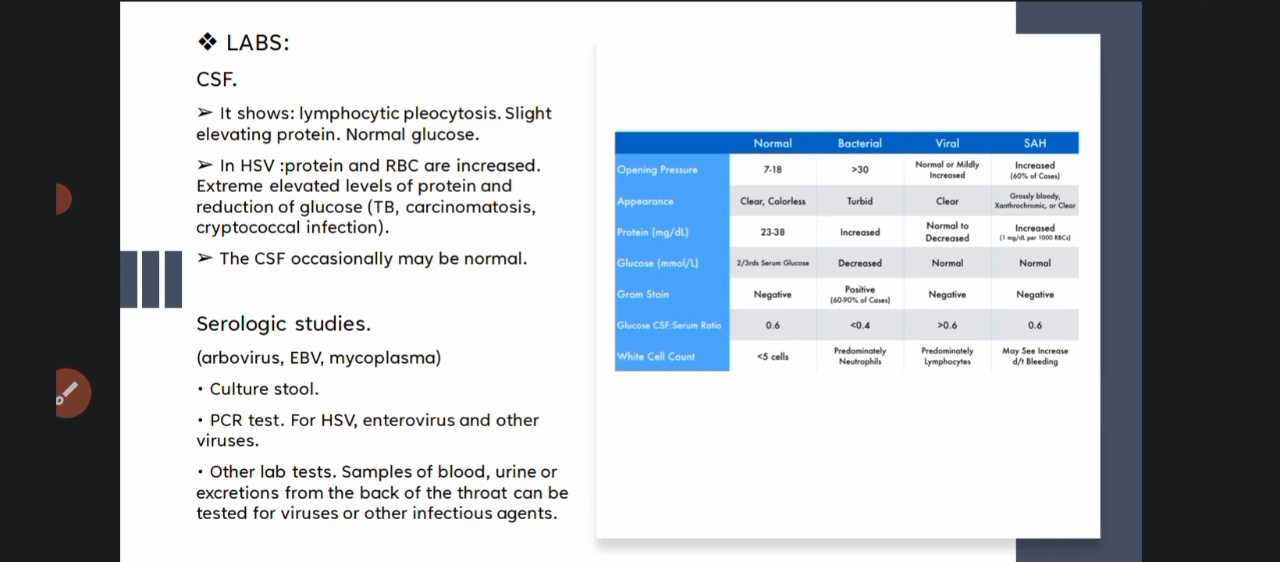 ❖ LABS:
CSF.
➢ It shows: lymphocytic pleocytosis. Slight
elevating protein. Normal glucose.
➢ In HSV :protein and RBC are increased.
Extreme elevated levels of protein and
reduction of glucose (TB, carcinomatosis,
cryptococcal infection).
➢ The CSF occasionally may be normal.
Serologic studies.
(arbovirus, EBV, mycoplasma)
• Culture stool.
• PCR test. For HSV, enterovirus and other
viruses.
• Other lab tests. Samples of blood, urine or
excretions from the back of the throat can be
tested for viruses or other infectious agents.
Normal Bacterial Viral SAH
Opening Pressure 7-18 >30 Normal or Mildly Increased Increased (60% of Cases)
Appearance Clear, Colorless Turbid Clear Grossly bloody, Xanthrochromic, or Clear
Protein (mg/dL) 23-38 Increased Normal to Decreased Increased (1 mg/dL per 1000 RBCs)
Glucose (mmol/L) 2/3rds Serum Glucose Decreased Normal Normal
Gram Stain Negative Positive (60-90% of Cases) Negative Negative
Glucose CSF:Serum Ratio 0.6 <0.4 >0.6 0.6
White Cell Count <5 cells Predominately Neutrophils Predominately Lymphocytes May See Increase d/t Bleeding